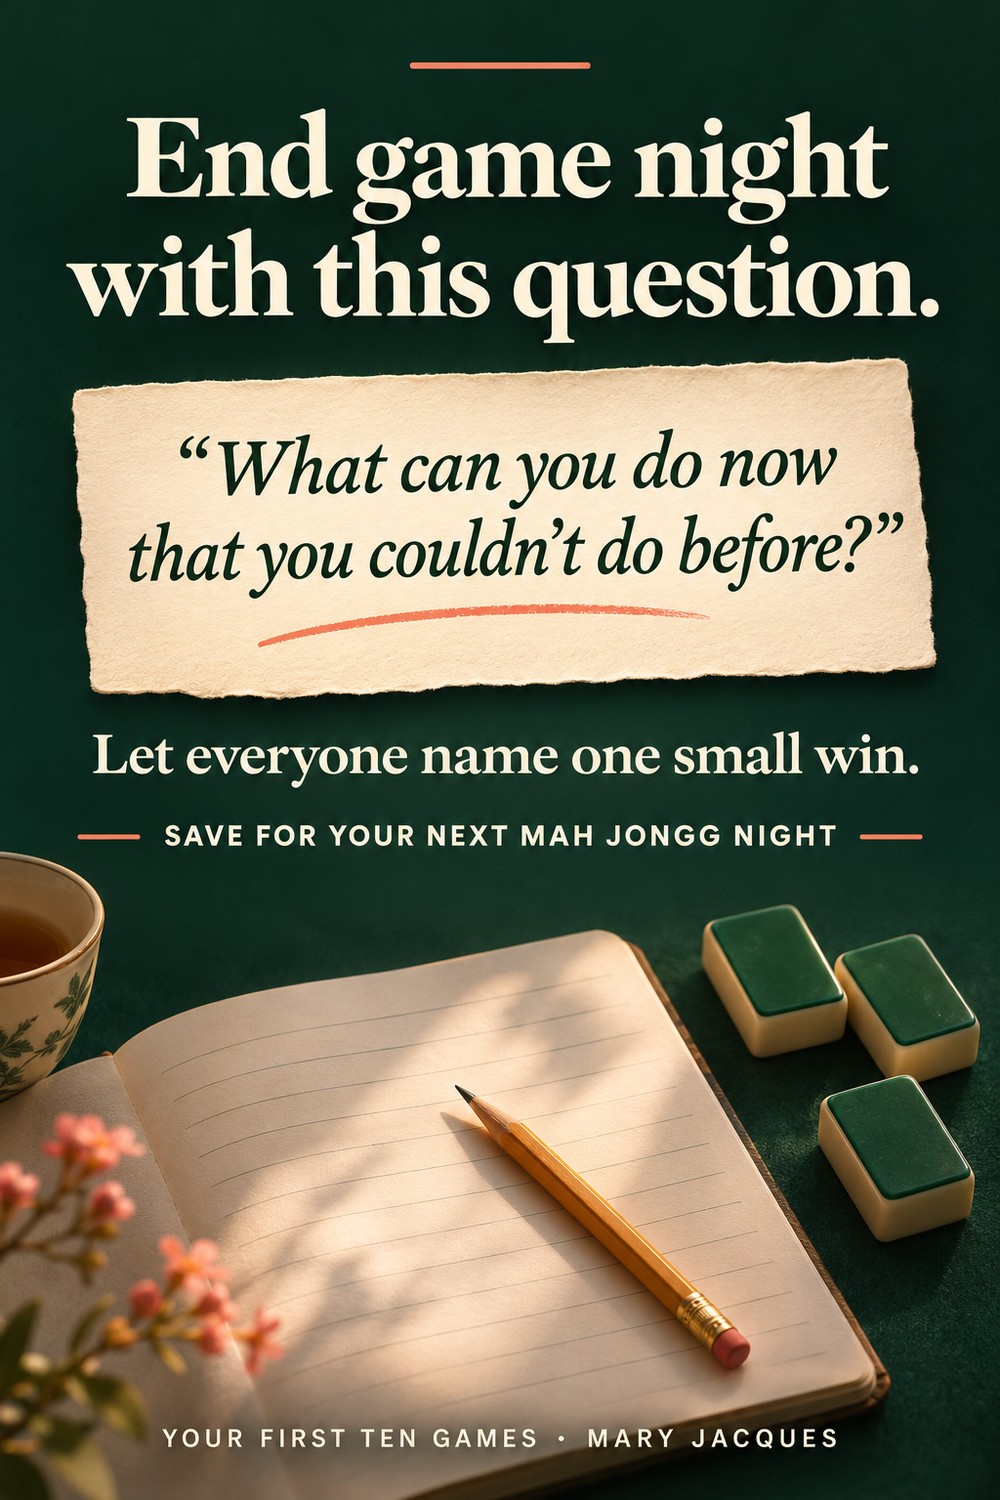 End game night
with this question.
“What can you do now
that you couldn’t do before?”
Let everyone name one small win.
SAVE FOR YOUR NEXT MAH JONGG NIGHT
YOUR FIRST TEN GAMES • MARY JACQUES